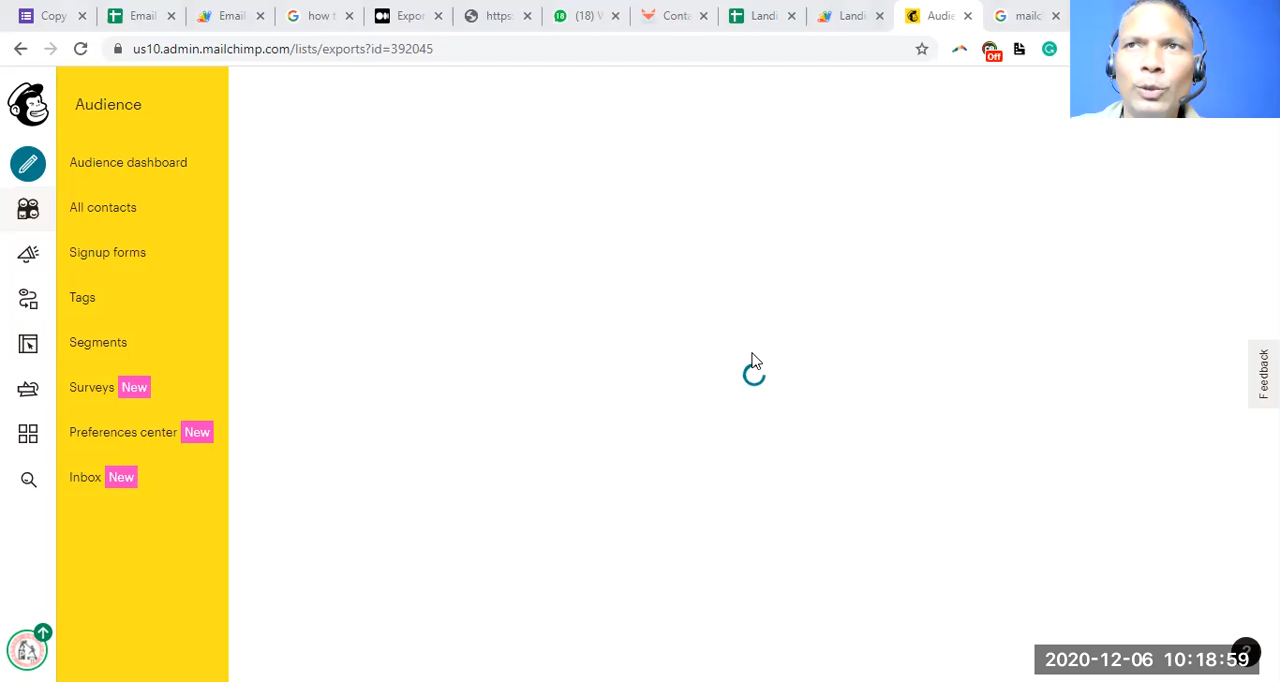 Copy
Email
Email
how t
Expor
https:
(18) V
Conta
Landi
Landi
Audie
mailc
us10.admin.mailchimp.com/lists/exports?id=392045
Off
Audience
Audience dashboard
All contacts
Signup forms
Tags
Segments
Surveys New
Preferences center New
Inbox New
Feedback
2020-12-06 10:18:59